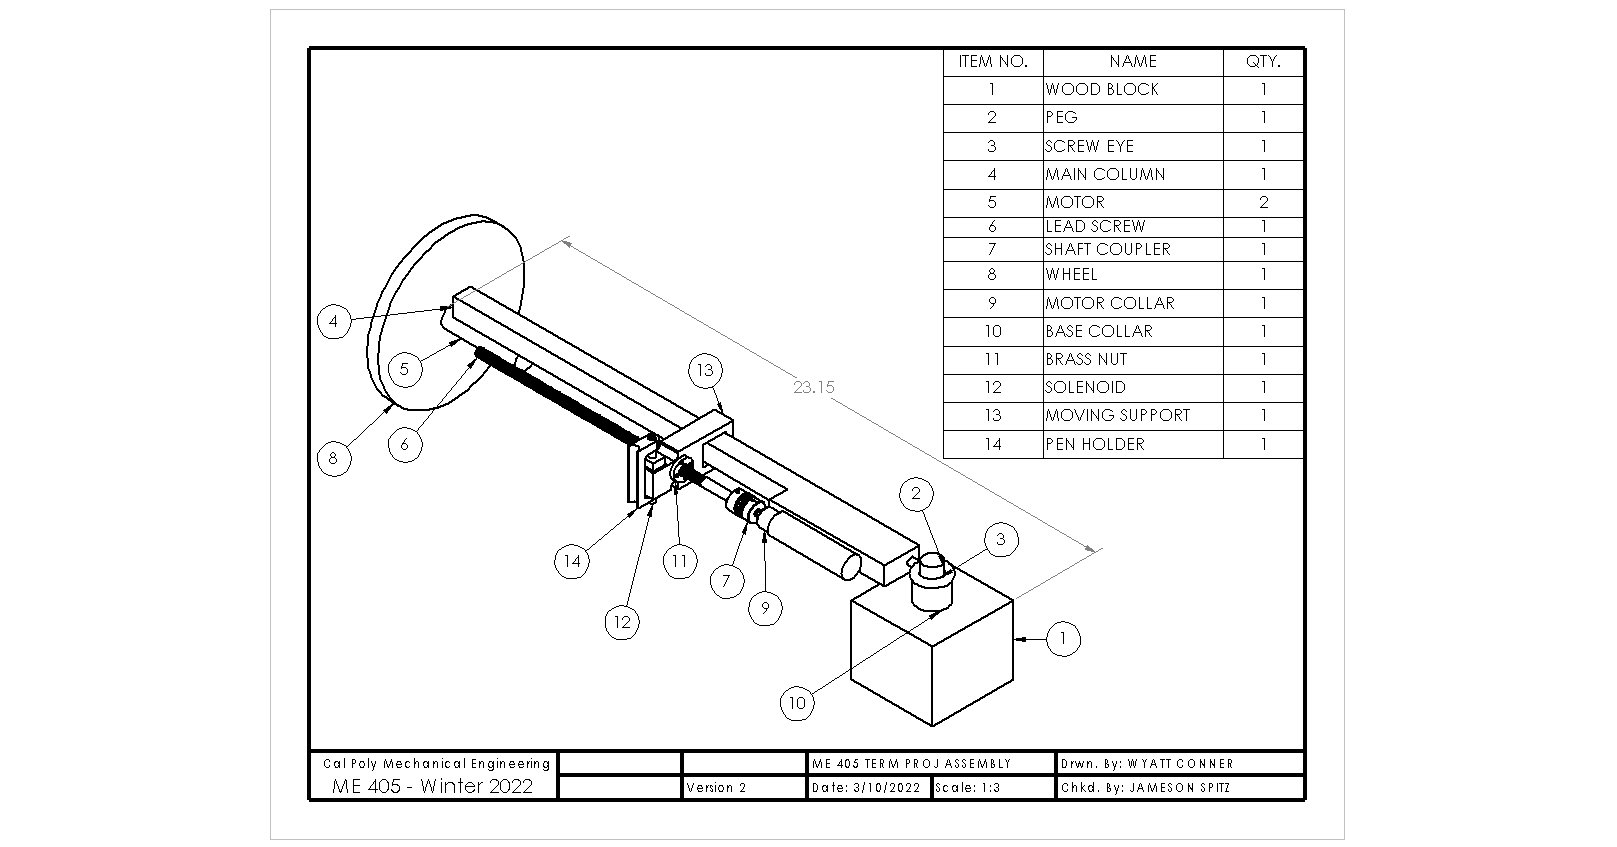 ITEM NO. NAME QTY.
1 WOOD BLOCK 1
2 PEG 1
3 SCREW EYE 1
4 MAIN COLUMN 1
5 MOTOR 2
6 LEAD SCREW 1
7 SHAFT COUPLER 1
8 WHEEL 1
9 MOTOR COLLAR 1
10 BASE COLLAR 1
11 BRASS NUT 1
12 SOLENOID 1
13 MOVING SUPPORT 1
14 PEN HOLDER 1
4
5
13
23.15
6
8
2
3
14
11
7
9
12
1
10
Cal Poly Mechanical Engineering
ME 405 - Winter 2022
Version 2
ME 405 TERM PROJ ASSEMBLY
Date: 3/10/2022
Scale: 1:3
Drwn. By: WYATT CONNER
Chkd. By: JAMESON SPITZ